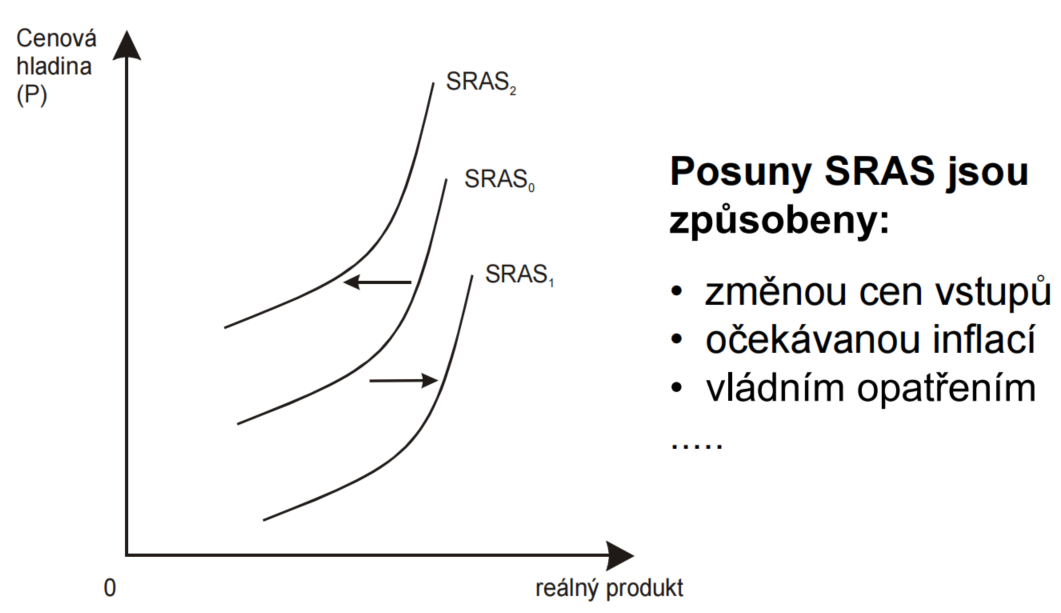 Cenová
hladina
(P)
SRAS₂
SRAS₀
SRAS₁
0
reálný produkt
Posuny SRAS jsou
způsobeny:
• změnou cen vstupů
• očekávanou inflací
• vládním opatřením
.....